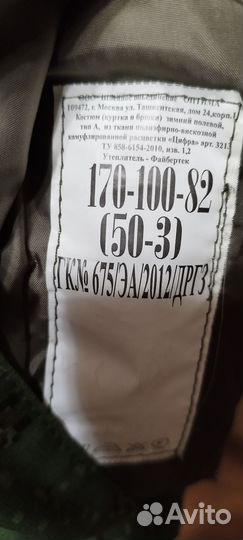 ООО "Швейное объединение "ОПТИМА"
109472, г. Москва ул. Ташкентская, дом 24,корп.1
Костюм (куртка и брюки) зимний полевой,
тип А, из ткани полиэфирно-вискозной
камуфлированной расцветки «Цифра» арт. 3213
ТУ 858-6154-2010, изв. 1,2
Утеплитель - Файбертек
170-100-82
(50-3)
ГК№ 675/ЭА/2012/ДРГЗ
Avito